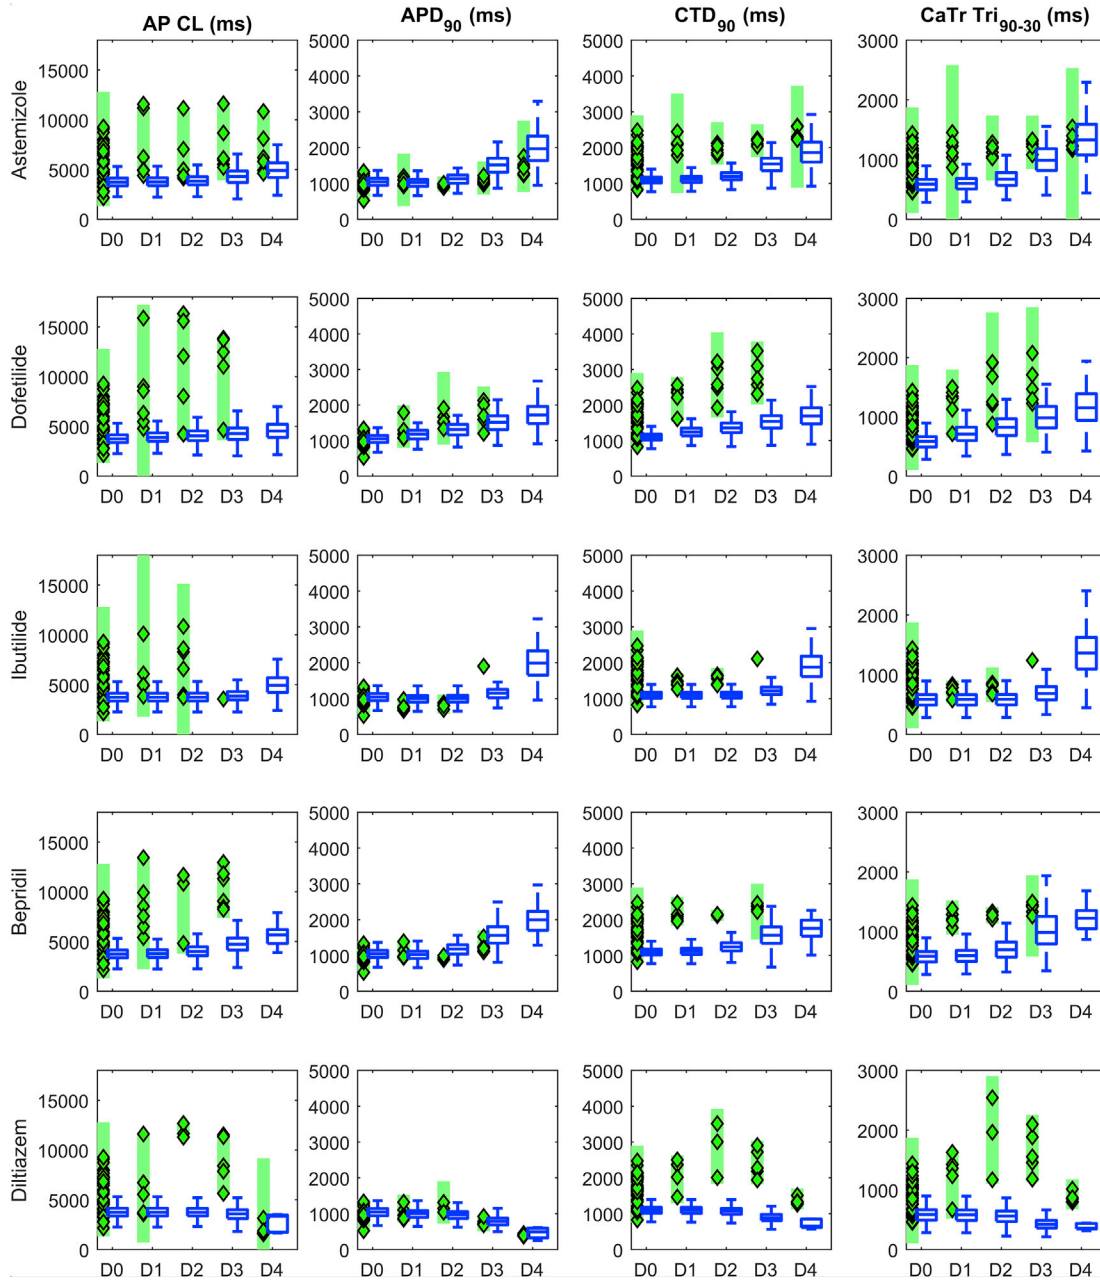 AP CL (ms) APD90 (ms) CTD90 (ms) CaTr Tri90-30 (ms)
Astemizole
15000 10000 5000 0
5000 4000 3000 2000 1000 0
5000 4000 3000 2000 1000 0
3000 2000 1000 0
D0 D1 D2 D3 D4 D0 D1 D2 D3 D4 D0 D1 D2 D3 D4 D0 D1 D2 D3 D4
Dofetilide
15000 10000 5000 0
5000 4000 3000 2000 1000 0
5000 4000 3000 2000 1000 0
3000 2000 1000 0
D0 D1 D2 D3 D4 D0 D1 D2 D3 D4 D0 D1 D2 D3 D4 D0 D1 D2 D3 D4
Ibutilide
15000 10000 5000 0
5000 4000 3000 2000 1000 0
5000 4000 3000 2000 1000 0
3000 2000 1000 0
D0 D1 D2 D3 D4 D0 D1 D2 D3 D4 D0 D1 D2 D3 D4 D0 D1 D2 D3 D4
Bepridil
15000 10000 5000 0
5000 4000 3000 2000 1000 0
5000 4000 3000 2000 1000 0
3000 2000 1000 0
D0 D1 D2 D3 D4 D0 D1 D2 D3 D4 D0 D1 D2 D3 D4 D0 D1 D2 D3 D4
Diltiazem
15000 10000 5000 0
5000 4000 3000 2000 1000 0
5000 4000 3000 2000 1000 0
3000 2000 1000 0
D0 D1 D2 D3 D4 D0 D1 D2 D3 D4 D0 D1 D2 D3 D4 D0 D1 D2 D3 D4